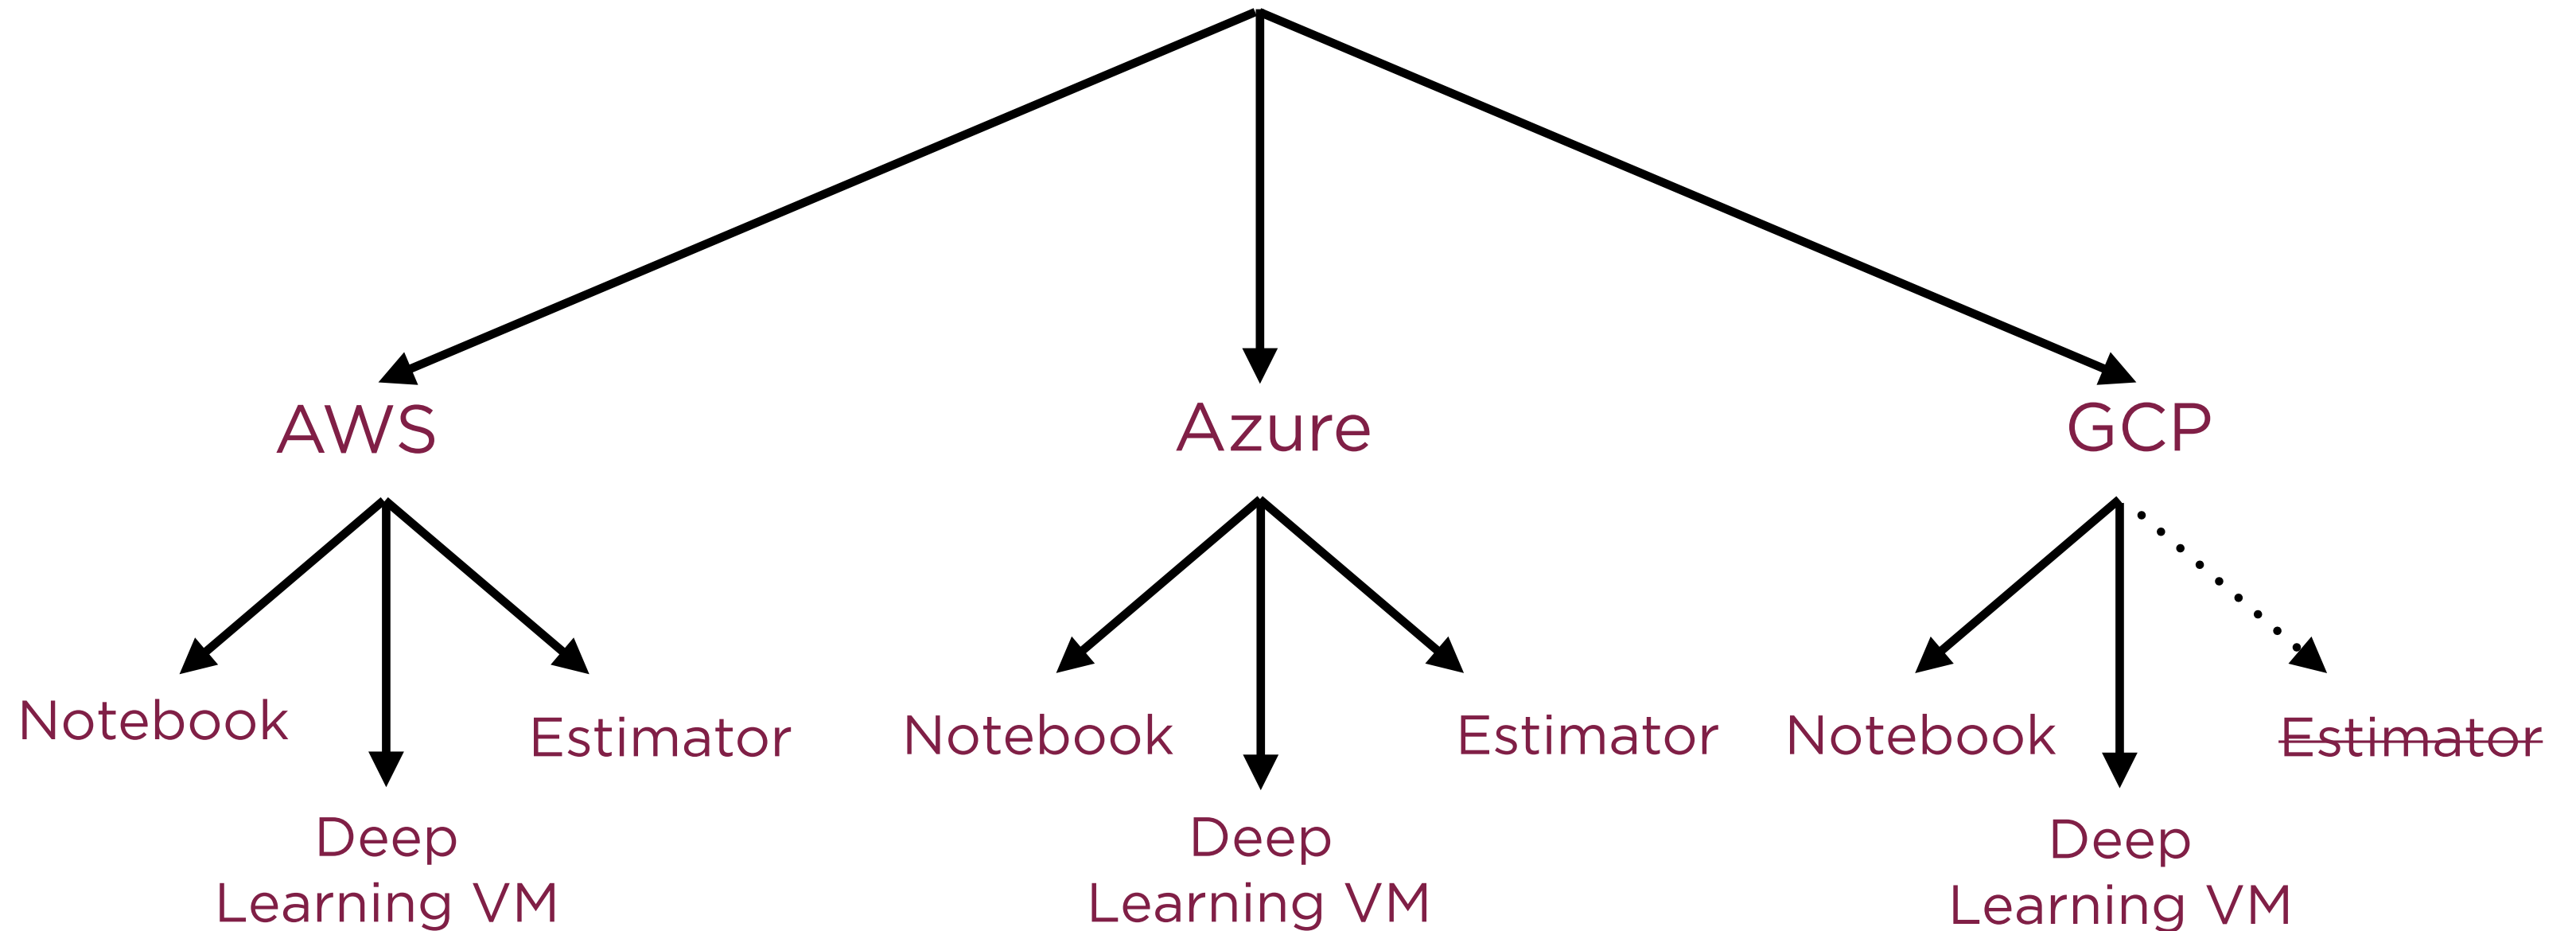 AWS
Azure
GCP
Notebook
Estimator
Deep
Learning VM
Notebook
Estimator
Deep
Learning VM
Notebook
Estimator
Deep
Learning VM